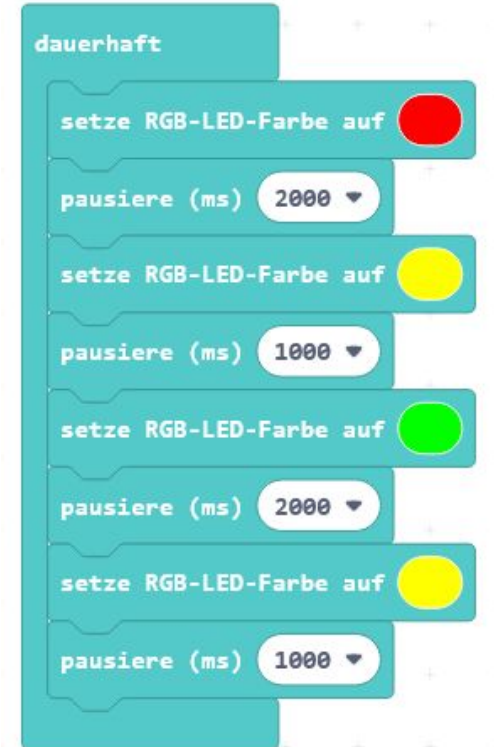 dauerhaft
setze RGB-LED-Farbe auf
pausiere (ms) 2000
setze RGB-LED-Farbe auf
pausiere (ms) 1000
setze RGB-LED-Farbe auf
pausiere (ms) 2000
setze RGB-LED-Farbe auf
pausiere (ms) 1000